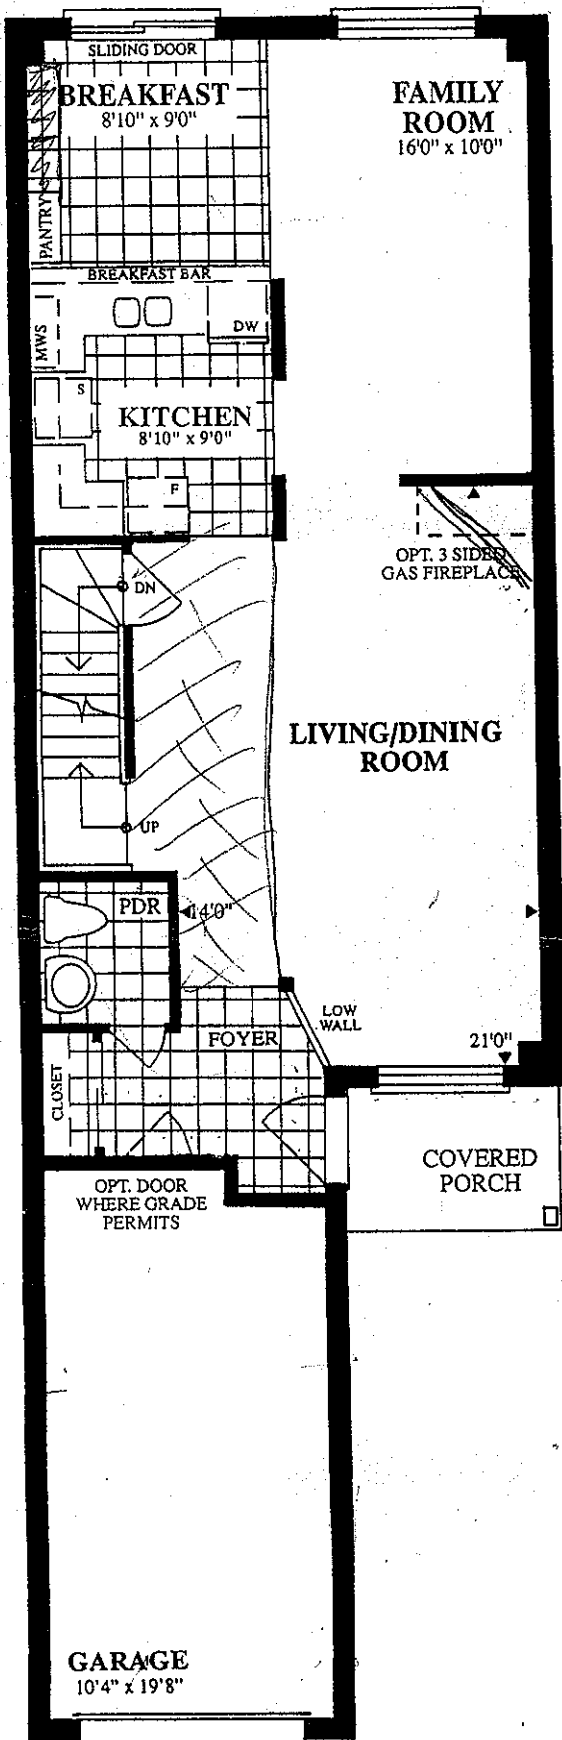 SLIDING DOOR
BREAKFAST
8'10" x 9'0"
FAMILY
ROOM
16'0" x 10'0"
PANTRY
BREAKFAST BAR
MWS
DW
S
KITCHEN
8'10" x 9'0"
F
OPT. 3 SIDED
GAS FIREPLACE
DN
LIVING/DINING
ROOM
UP
PDR
14'0"
LOW
WALL
FOYER
21'0"
CLOSET
COVERED
PORCH
OPT. DOOR
WHERE GRADE
PERMITS
GARAGE
10'4" x 19'8"